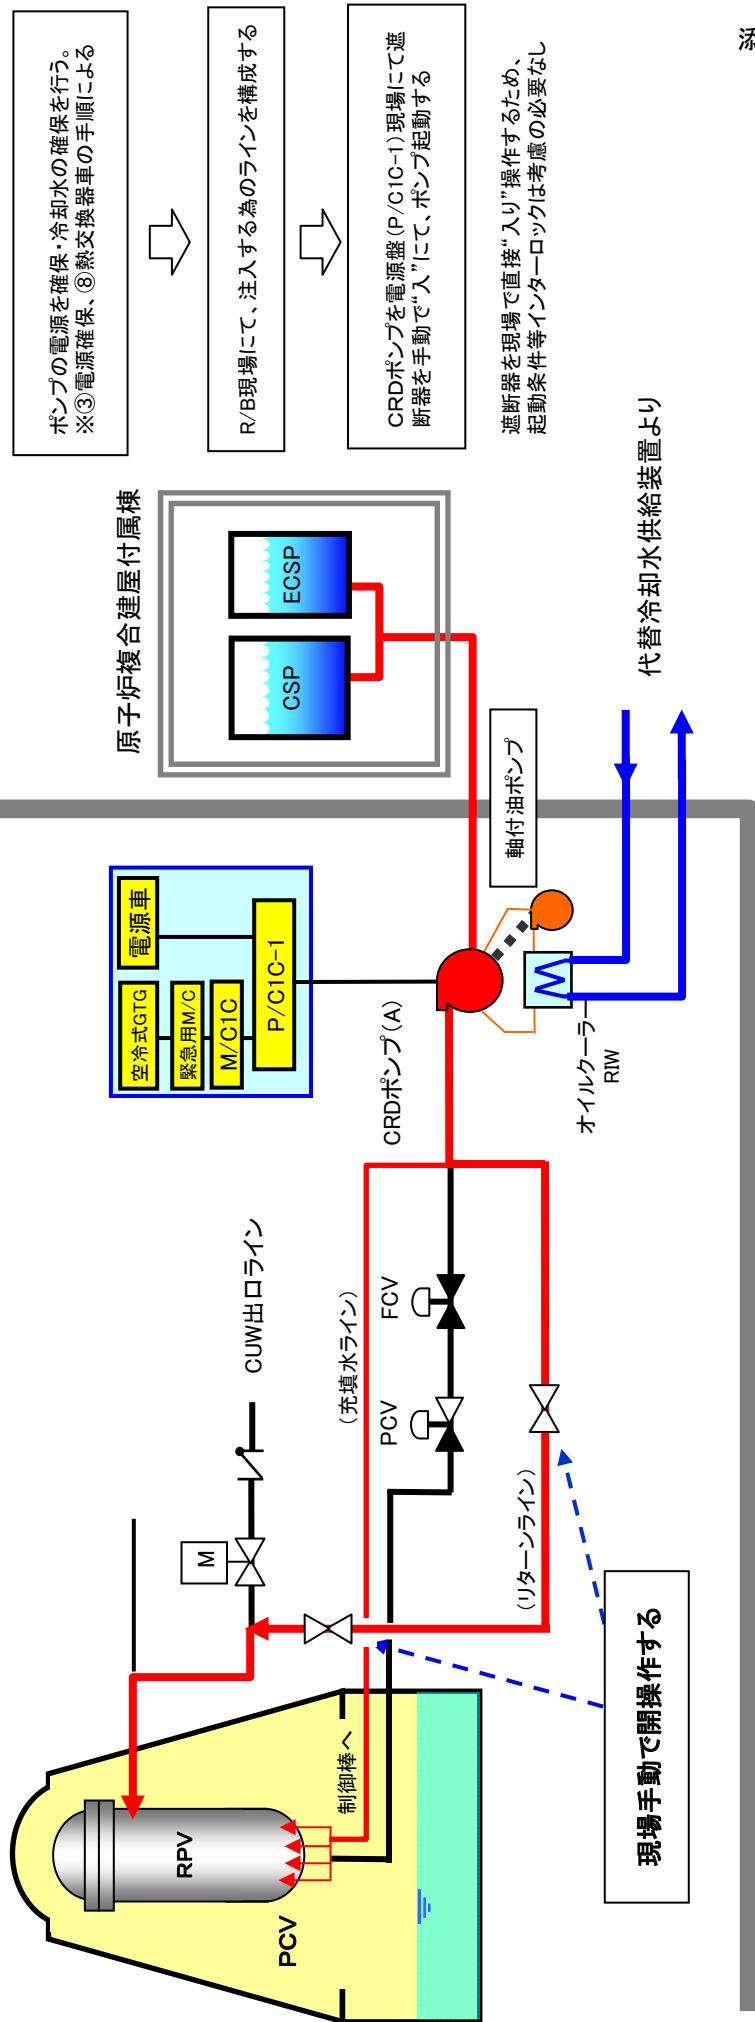 添
ポンプの電源を確保・冷却水の確保を行う。
※③電源確保、⑧熱交換器車の手順による
R/B現場にて、注入する為のラインを構成する
CRDポンプを電源盤(P/C1C-1)現場にて遮
断器を手動で“入”にて、ポンプ起動する
遮断器を現場で直接“入り”操作するため、
起動条件等インターロックは考慮の必要なし
原子炉複合建屋付属棟
CSP
ECSP
代替冷却水供給装置より
軸付油ポンプ
空冷式GTG
電源車
緊急用M/C
M/C1C
P/C1C-1
CRDポンプ(A)
オイルクーラー
RIW
CUW出口ライン
M
(充填水ライン)
PCV
FCV
(リターンライン)
制御棒へ
RPV
PCV
現場手動で開操作する